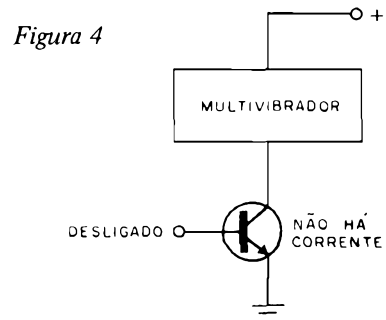 Figura 4
+
MULTIVIBRADOR
DESLIGADO
NÃO HÁ
CORRENTE